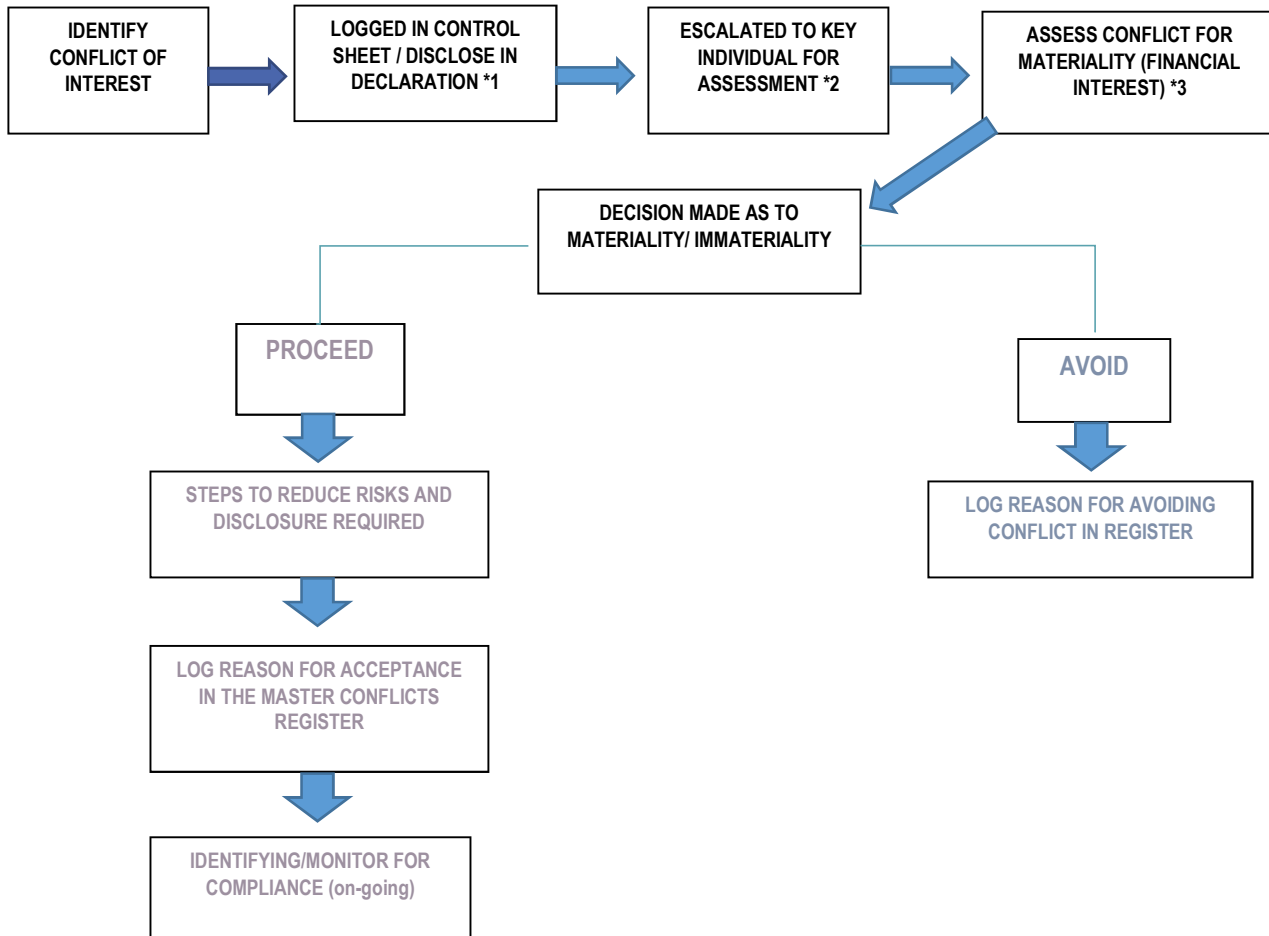 IDENTIFY
CONFLICT OF
INTEREST
LOGGED IN CONTROL
SHEET / DISCLOSE IN
DECLARATION *1
ESCALATED TO KEY
INDIVIDUAL FOR
ASSESSMENT *2
ASSESS CONFLICT FOR
MATERIALITY (FINANCIAL
INTEREST) *3
DECISION MADE AS TO
MATERIALITY/ IMMATERIALITY
PROCEED
STEPS TO REDUCE RISKS AND
DISCLOSURE REQUIRED
LOG REASON FOR ACCEPTANCE
IN THE MASTER CONFLICTS
REGISTER
IDENTIFYING/MONITOR FOR
COMPLIANCE (on-going)
AVOID
LOG REASON FOR AVOIDING
CONFLICT IN REGISTER